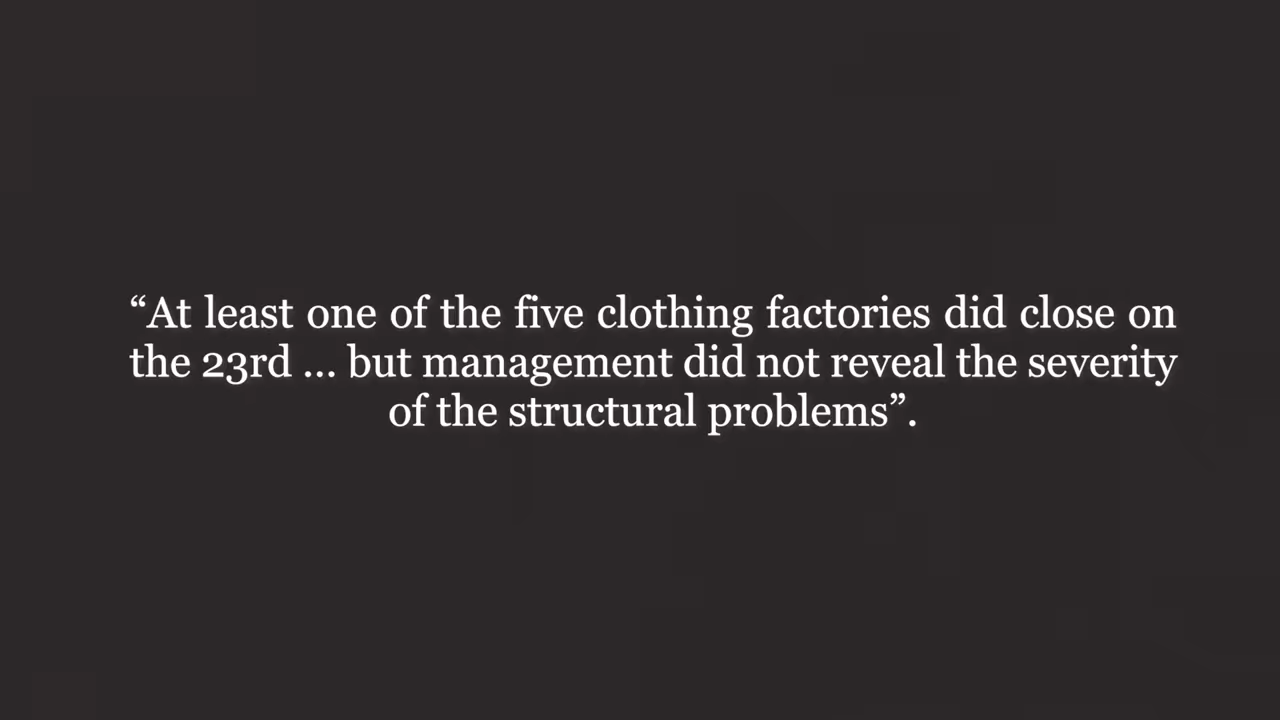 “At least one of the five clothing factories did close on
the 23rd ... but management did not reveal the severity
of the structural problems”.